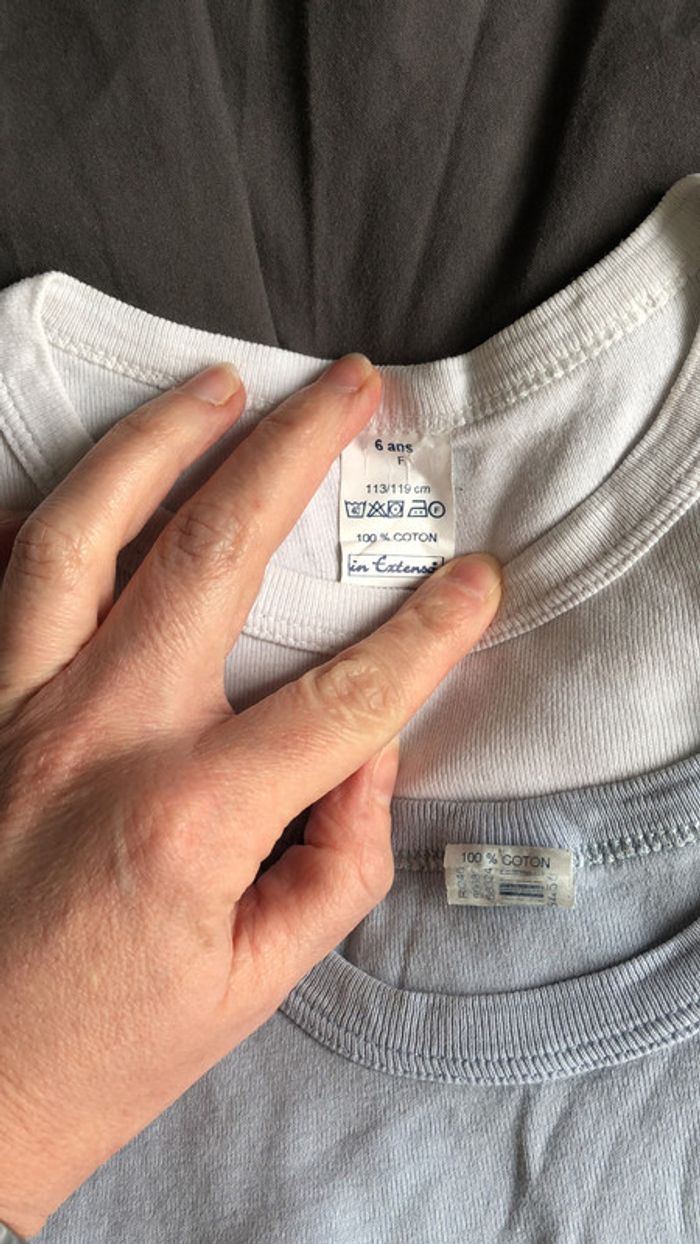 6 ans
F
113/119 cm
100 % COTON
in Extenso
100 % COTON